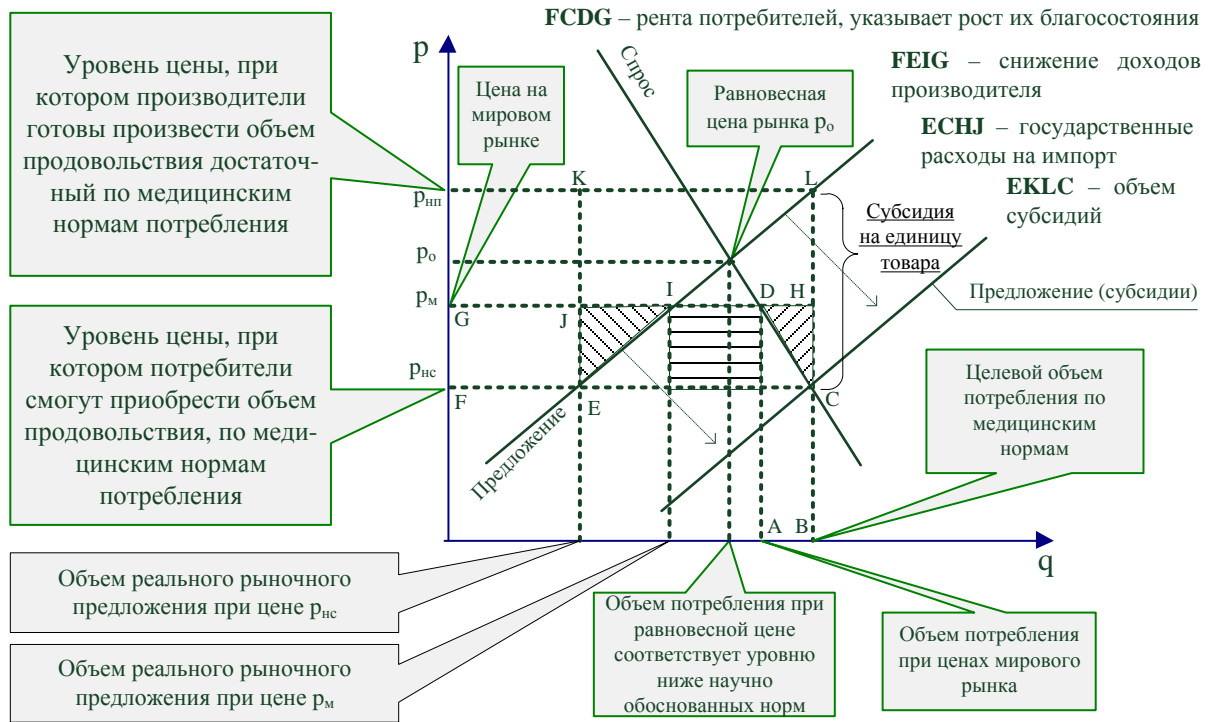 FCDG – рента потребителей, указывает рост их благосостояния
FEIG – снижение доходов
производителя
ECHJ – государственные
расходы на импорт
EKLC – объем
субсидий
Уровень цены, при
котором производители
готовы произвести объем
продовольствия достаточ-
ный по медицинским
нормам потребления
p
Цена на
мировом
рынке
Спрос
Равновесная
цена рынка pо
K
L
pнп
Субсидия
на единицу
товара
pо
I
D
H
pм
G
J
Предложение (субсидии)
Уровень цены, при
котором потребители
смогут приобрести объем
продовольствия, по меди-
цинским нормам
потребления
pнс
F
E
C
Предложение
Целевой объем
потребления по
медицинским
нормам
A
B
q
Объем реального рыночного
предложения при цене pнс
Объем реального рыночного
предложения при цене pм
Объем потребления при
равновесной цене
соответствует уровню
ниже научно
обоснованных норм
Объем потребления
при ценах мирового
рынка